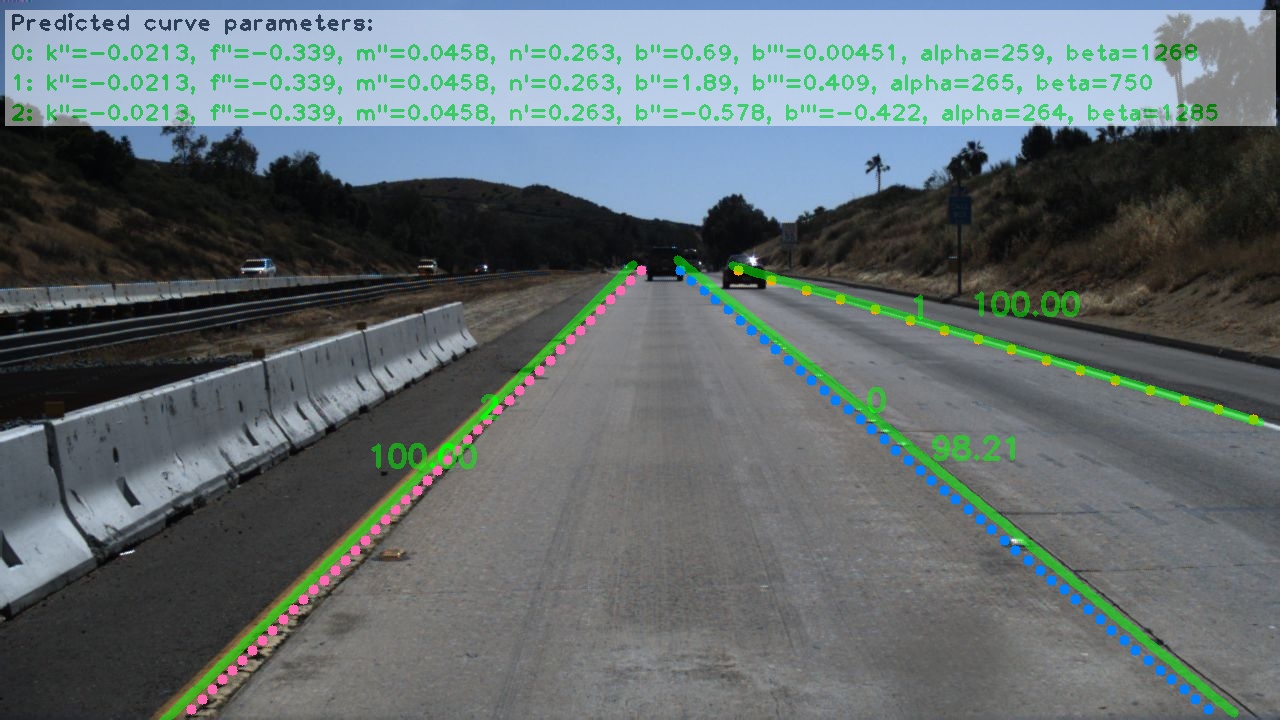 Predicted curve parameters:
0: k''=-0.0213, f''=-0.339, m''=0.0458, n'=0.263, b''=0.69, b'''=0.00451, alpha=259, beta=1268
1: k''=-0.0213, f''=-0.339, m''=0.0458, n'=0.263, b''=1.89, b'''=0.409, alpha=265, beta=750
2: k''=-0.0213, f''=-0.339, m''=0.0458, n'=0.263, b''=-0.578, b'''=-0.422, alpha=264, beta=1285
1 100.00
2 0
100.00 98.21